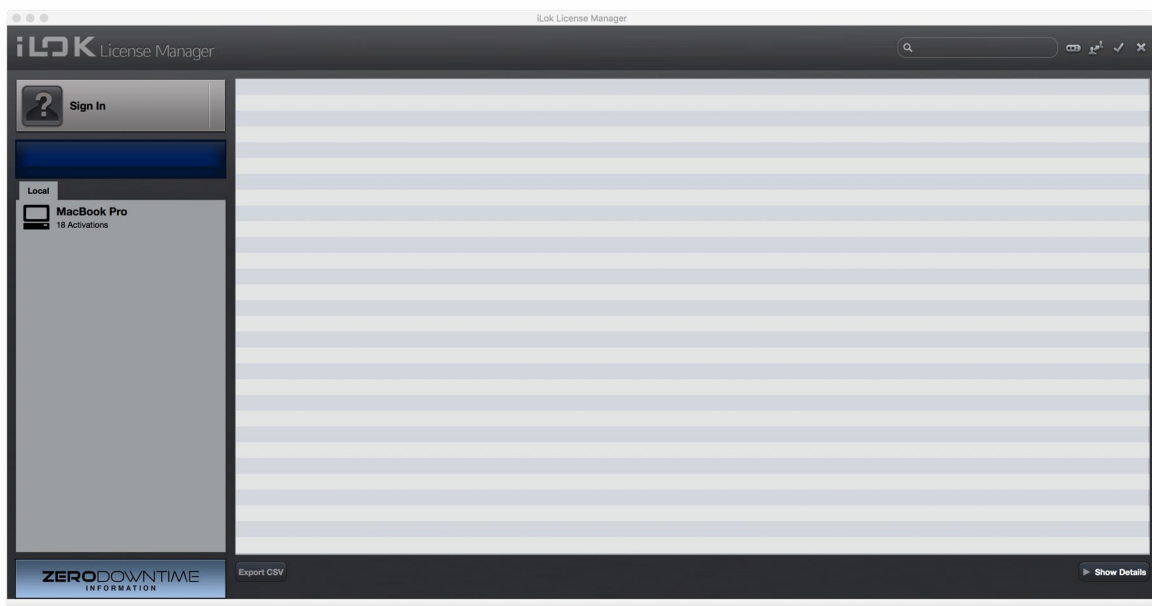 iLok License Manager
iLOK License Manager
? Sign In
Local
MacBook Pro
18 Activations
ZERODOWNTIME
INFORMATION
Export CSV
Show Details